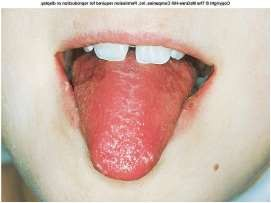 Copyright © The McGraw-Hill Companies, Inc. Permission required for reproduction or display.